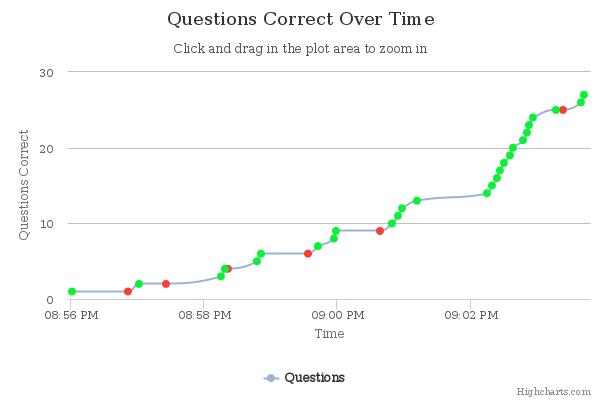 Questions Correct Over Time
Click and drag in the plot area to zoom in
Questions Correct
30
20
10
0
08:56 PM 08:58 PM 09:00 PM 09:02 PM
Time
Questions
Highcharts.com